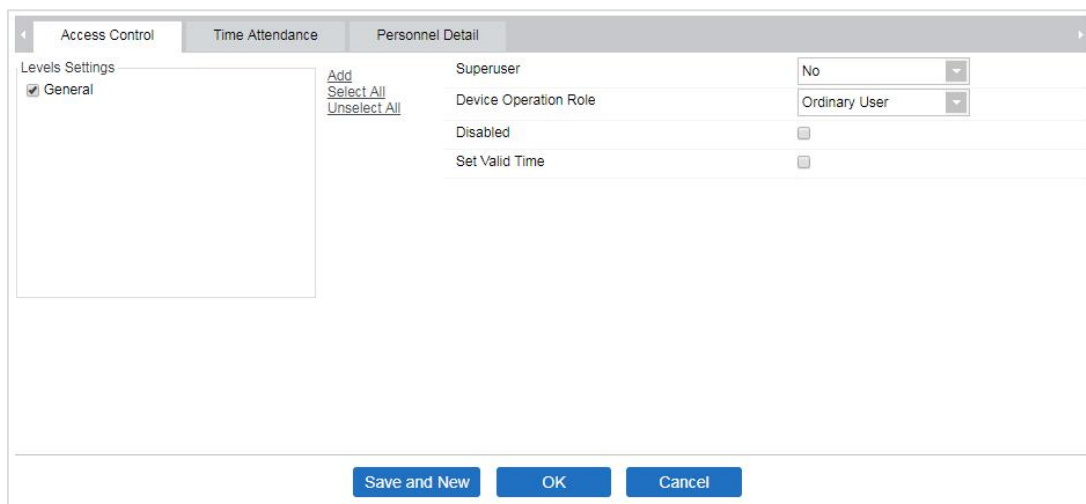 Access Control Time Attendance Personnel Detail
Levels Settings
General
Add
Select All
Unselect All
Superuser No
Device Operation Role Ordinary User
Disabled
Set Valid Time
Save and New OK Cancel